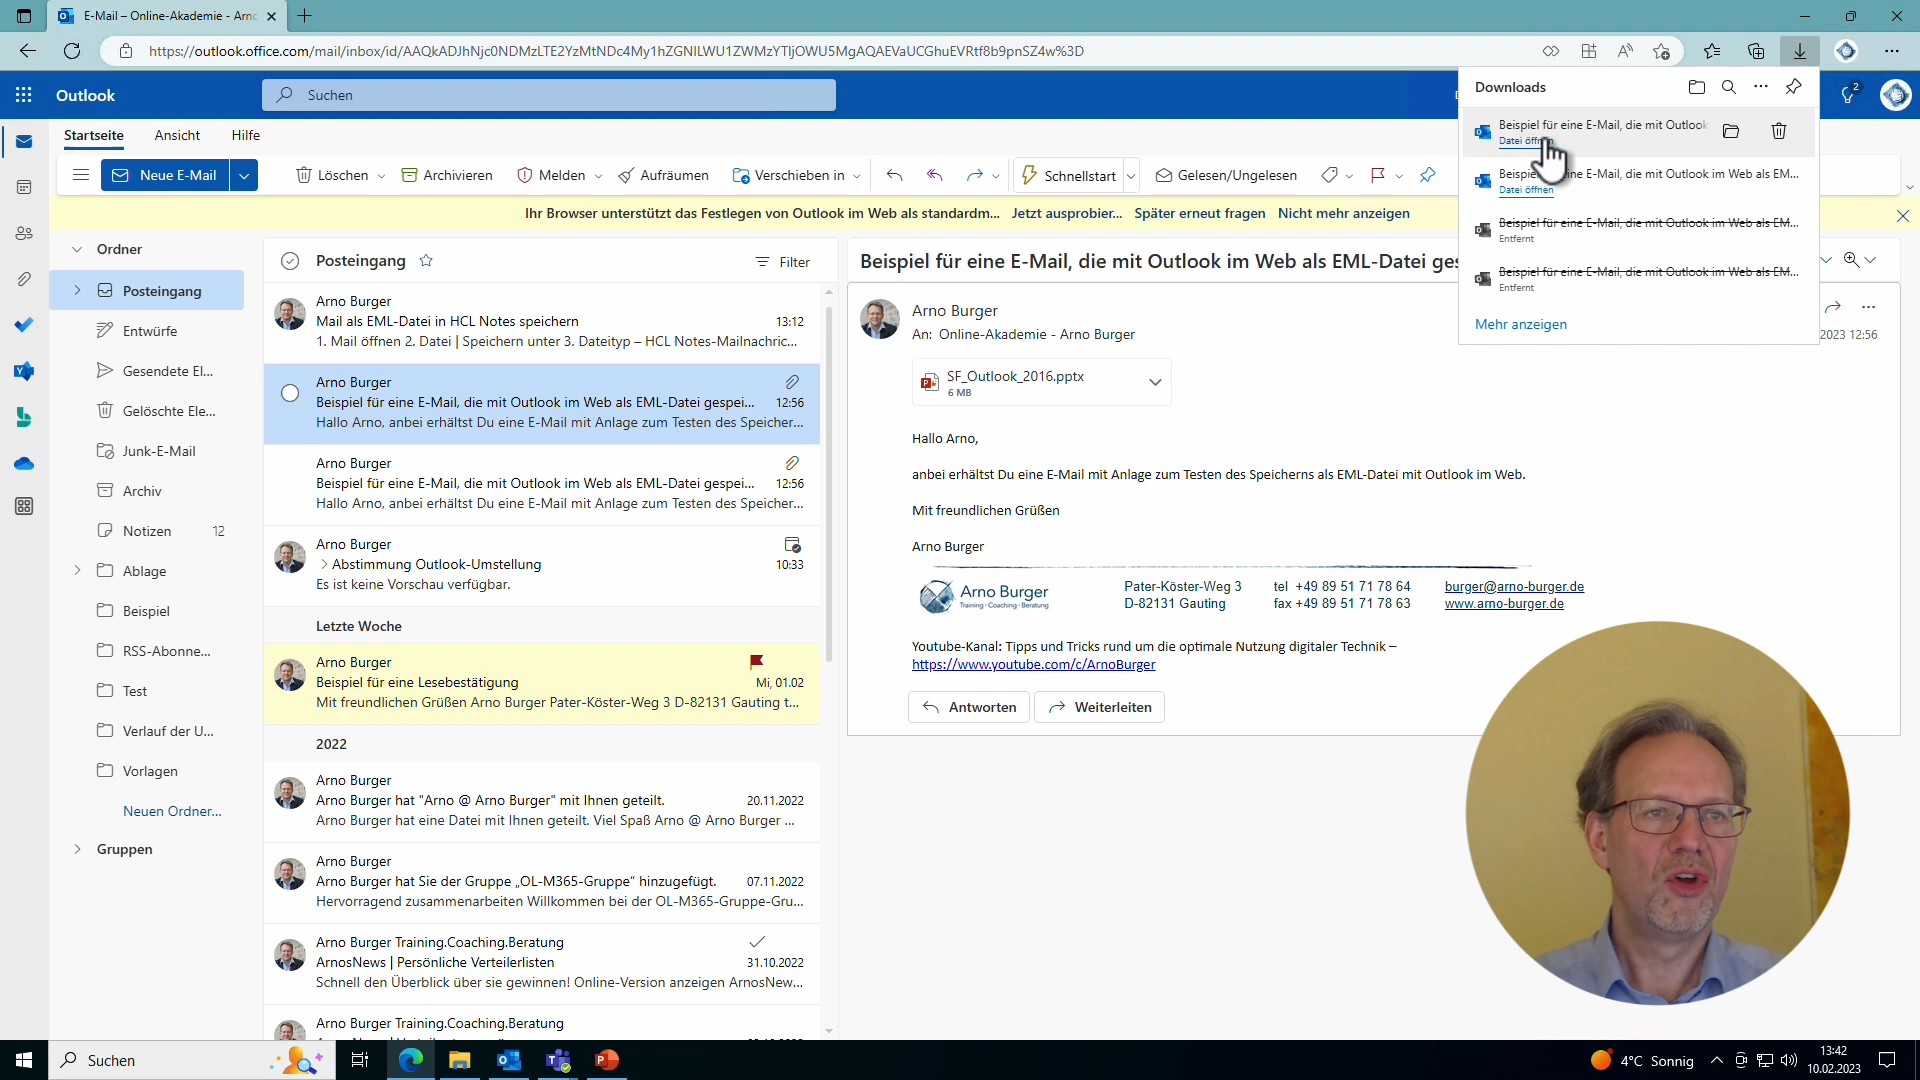 E-Mail – Online-Akademie - Arno
https://outlook.office.com/mail/inbox/id/AAQkADJhNjc0NDMzLTE2YzMtNDc4My1hZGNlLWU1ZWMzYTljOWU5MgAQAEVaUCGhuEVRtf8b9pnSZ4w%3D
Outlook
Suchen
2
Startseite
Ansicht
Hilfe
Neue E-Mail
Löschen
Archivieren
Melden
Aufräumen
Verschieben in
Schnellstart
Gelesen/Ungelesen
Ihr Browser unterstützt das Festlegen von Outlook im Web als standardm...
Jetzt ausprobier...
Später erneut fragen
Nicht mehr anzeigen
Downloads
Beispiel für eine E-Mail, die mit Outlook
Datei öffnen
Beispiel für eine E-Mail, die mit Outlook im Web als EM...
Datei öffnen
Beispiel für eine E-Mail, die mit Outlook im Web als EM...
Entfernt
Beispiel für eine E-Mail, die mit Outlook im Web als EM...
Entfernt
Mehr anzeigen
Ordner
Posteingang
Entwürfe
Gesendete El...
Gelöschte Ele...
Junk-E-Mail
Archiv
Notizen 12
Ablage
Beispiel
RSS-Abonne...
Test
Verlauf der U...
Vorlagen
Neuen Ordner...
Gruppen
Posteingang
Filter
Arno Burger
Mail als EML-Datei in HCL Notes speichern 13:12
1. Mail öffnen 2. Datei | Speichern unter 3. Dateityp – HCL Notes-Mailnachric...
Arno Burger
Beispiel für eine E-Mail, die mit Outlook im Web als EML-Datei gespei... 12:56
Hallo Arno, anbei erhältst Du eine E-Mail mit Anlage zum Testen des Speicher...
Arno Burger
Beispiel für eine E-Mail, die mit Outlook im Web als EML-Datei gespei... 12:56
Hallo Arno, anbei erhältst Du eine E-Mail mit Anlage zum Testen des Speicher...
Arno Burger
Abstimmung Outlook-Umstellung 10:33
Es ist keine Vorschau verfügbar.
Letzte Woche
Arno Burger
Beispiel für eine Lesebestätigung Mi, 01.02
Mit freundlichen Grüßen Arno Burger Pater-Köster-Weg 3 D-82131 Gauting t...
2022
Arno Burger
Arno Burger hat "Arno @ Arno Burger" mit Ihnen geteilt. 20.11.2022
Arno Burger hat eine Datei mit Ihnen geteilt. Viel Spaß Arno @ Arno Burger ...
Arno Burger
Arno Burger hat Sie der Gruppe „OL-M365-Gruppe“ hinzugefügt. 07.11.2022
Hervorragend zusammenarbeiten Willkommen bei der OL-M365-Gruppe-Gru...
Arno Burger Training.Coaching.Beratung
ArnosNews | Persönliche Verteilerlisten 31.10.2022
Schnell den Überblick über sie gewinnen! Online-Version anzeigen ArnosNew...
Arno Burger Training.Coaching.Beratung
Beispiel für eine E-Mail, die mit Outlook im Web als EML-Datei ges
Arno Burger
An: Online-Akademie - Arno Burger
2023 12:56
SF_Outlook_2016.pptx
6 MB
Hallo Arno,
anbei erhältst Du eine E-Mail mit Anlage zum Testen des Speicherns als EML-Datei mit Outlook im Web.
Mit freundlichen Grüßen
Arno Burger
Arno Burger
Training · Coaching · Beratung
Pater-Köster-Weg 3 tel +49 89 51 71 78 64 burger@arno-burger.de
D-82131 Gauting fax +49 89 51 71 78 63 www.arno-burger.de
Youtube-Kanal: Tipps und Tricks rund um die optimale Nutzung digitaler Technik –
https://www.youtube.com/c/ArnoBurger
Antworten
Weiterleiten
Suchen
4°C Sonnig
13:42
10.02.2023